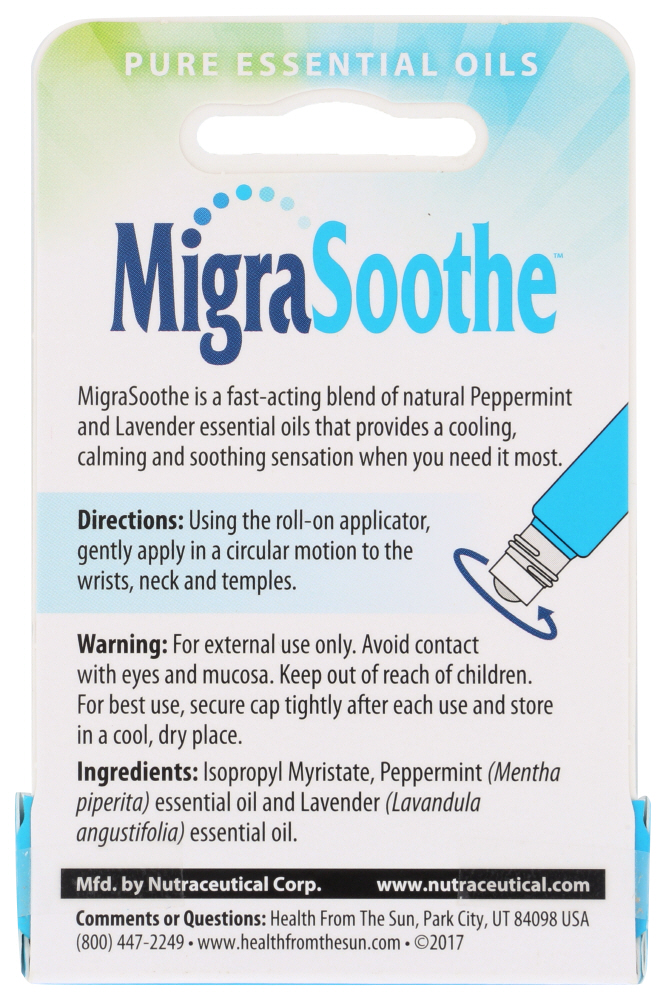 PURE ESSENTIAL OILS
MigraSoothe™
MigraSoothe is a fast-acting blend of natural Peppermint
and Lavender essential oils that provides a cooling,
calming and soothing sensation when you need it most.
Directions: Using the roll-on applicator,
gently apply in a circular motion to the
wrists, neck and temples.
Warning: For external use only. Avoid contact
with eyes and mucosa. Keep out of reach of children.
For best use, secure cap tightly after each use and store
in a cool, dry place.
Ingredients: Isopropyl Myristate, Peppermint (Mentha
piperita) essential oil and Lavender (Lavandula
angustifolia) essential oil.
Mfd. by Nutraceutical Corp. www.nutraceutical.com
Comments or Questions: Health From The Sun, Park City, UT 84098 USA
(800) 447-2249 • www.healthfromthesun.com • ©2017